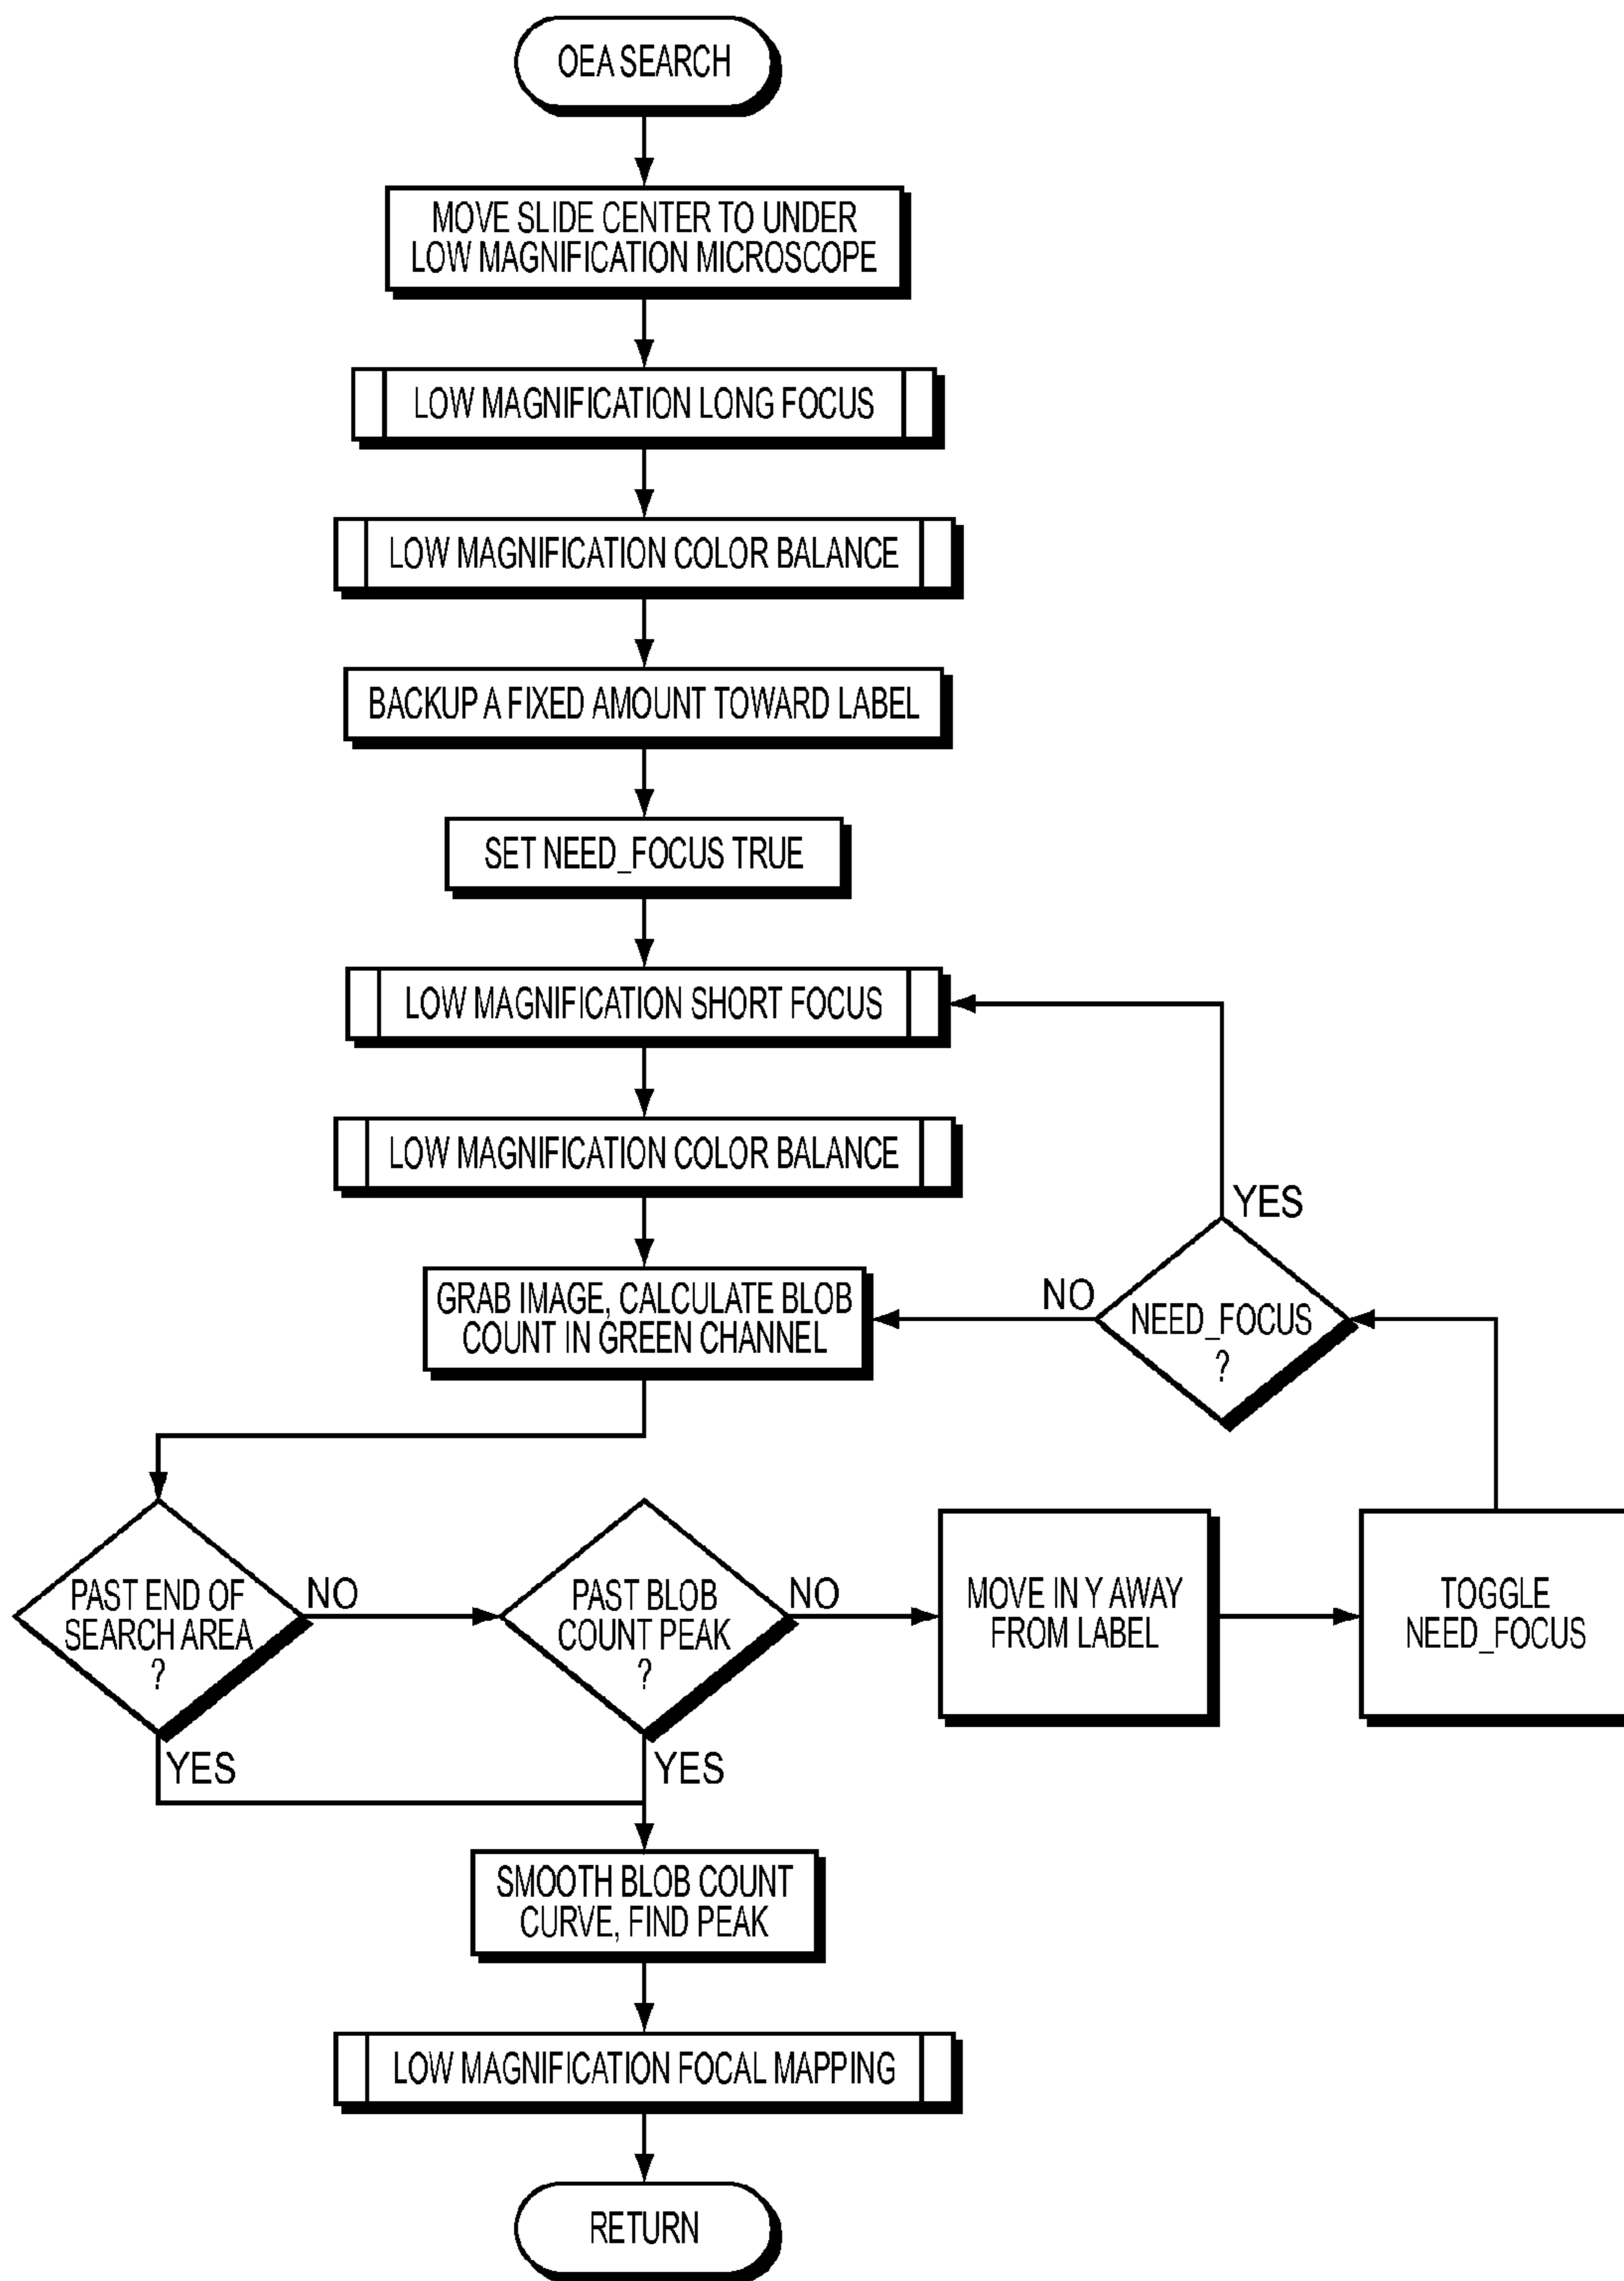 OEA SEARCH
MOVE SLIDE CENTER TO UNDER
LOW MAGNIFICATION MICROSCOPE
LOW MAGNIFICATION LONG FOCUS
LOW MAGNIFICATION COLOR BALANCE
BACKUP A FIXED AMOUNT TOWARD LABEL
SET NEED_FOCUS TRUE
LOW MAGNIFICATION SHORT FOCUS
LOW MAGNIFICATION COLOR BALANCE
YES
GRAB IMAGE, CALCULATE BLOB
COUNT IN GREEN CHANNEL
NO
NEED_FOCUS
?
PAST END OF
SEARCH AREA
?
NO
PAST BLOB
COUNT PEAK
?
NO
MOVE IN Y AWAY
FROM LABEL
TOGGLE
NEED_FOCUS
YES
YES
SMOOTH BLOB COUNT
CURVE, FIND PEAK
LOW MAGNIFICATION FOCAL MAPPING
RETURN